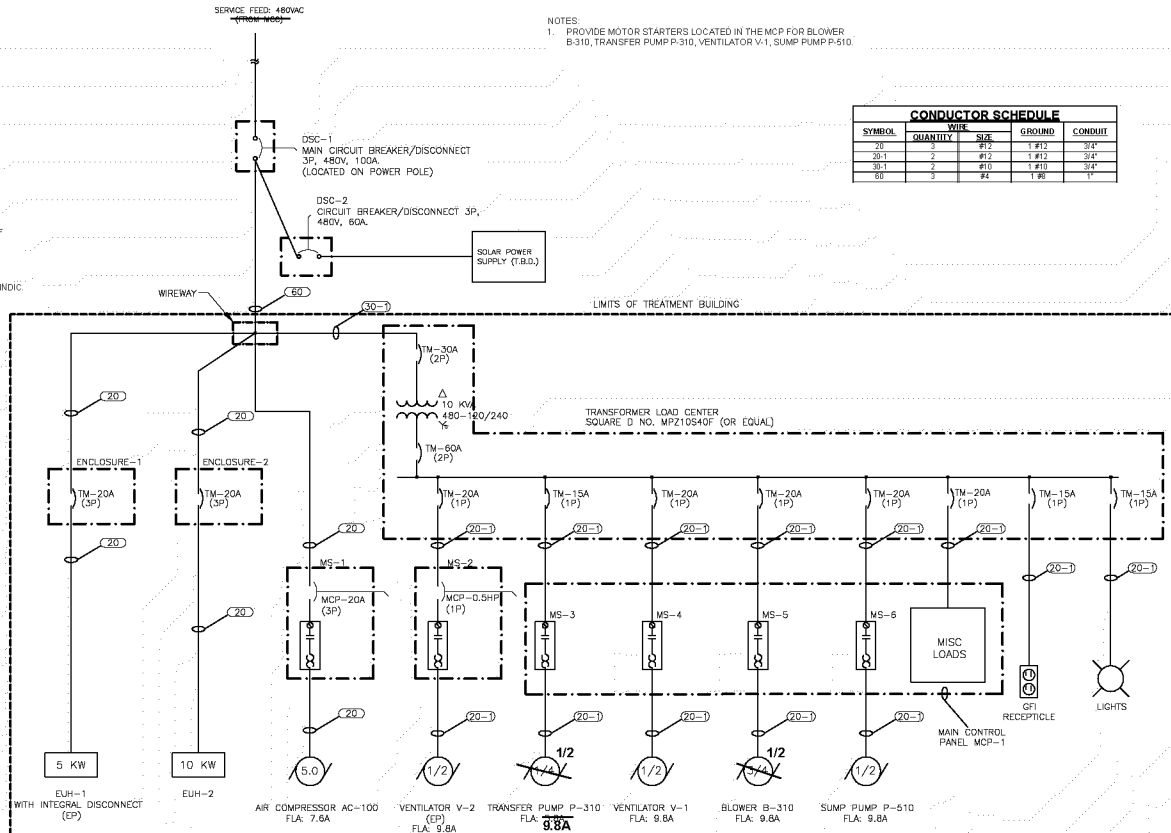 SERVICE FEED: 480VAC
(FROM MCC)
NOTES:
1. PROVIDE MOTOR STARTERS LOCATED IN THE MCP FOR BLOWER
B-310, TRANSFER PUMP P-310, VENTILATOR V-1, SUMP PUMP P-510.
DSC-1
MAIN CIRCUIT BREAKER/DISCONNECT
3P, 480V, 100A.
(LOCATED ON POWER POLE)
CONDUCTOR SCHEDULE
SYMBOL WIRE GROUND CONDUIT
QUANTITY SIZE
20 3 #12 1 #12 3/4"
20-1 2 #12 1 #12 3/4"
30-1 2 #10 1 #10 3/4"
60 3 #4 1 #8 1"
DSC-2
CIRCUIT BREAKER/DISCONNECT 3P,
480V, 60A.
SOLAR POWER
SUPPLY (T.B.D.)
INDIC.
WIREWAY
60
30-1
LIMITS OF TREATMENT BUILDING
TM-30A
(2P)
10 KVA
480-120/240
TM-60A
(2P)
TRANSFORMER LOAD CENTER
SQUARE D NO. MPZ10S40F (OR EQUAL)
20
20
ENCLOSURE-1
TM-20A
(3P)
ENCLOSURE-2
TM-20A
(3P)
TM-20A
(1P)
TM-15A
(1P)
TM-20A
(1P)
TM-20A
(1P)
TM-20A
(1P)
TM-20A
(1P)
TM-15A
(1P)
TM-15A
(1P)
20
20
20-1
20-1
20-1
20-1
20-1
20-1
20-1
20-1
MS-1
MCP-20A
(3P)
MS-2
MCP-0.5HP
(1P)
MS-3
MS-4
MS-5
MS-6
MISC
LOADS
20
GFI
RECEPTICLE
LIGHTS
MAIN CONTROL
PANEL MCP-1
20
20-1
20-1
20-1
20-1
20-1
5 KW
10 KW
5.0
1/2
1/4
1/2
1/2
3/4
1/2
1/2
EUH-1
WITH INTEGRAL DISCONNECT
(EP)
EUH-2
AIR COMPRESSOR AC-100
FLA: 7.6A
VENTILATOR V-2
(EP)
FLA: 9.8A
TRANSFER PUMP P-310
FLA:
9.8A
VENTILATOR V-1
FLA: 9.8A
BLOWER B-310
FLA: 9.8A
SUMP PUMP P-510
FLA: 9.8A